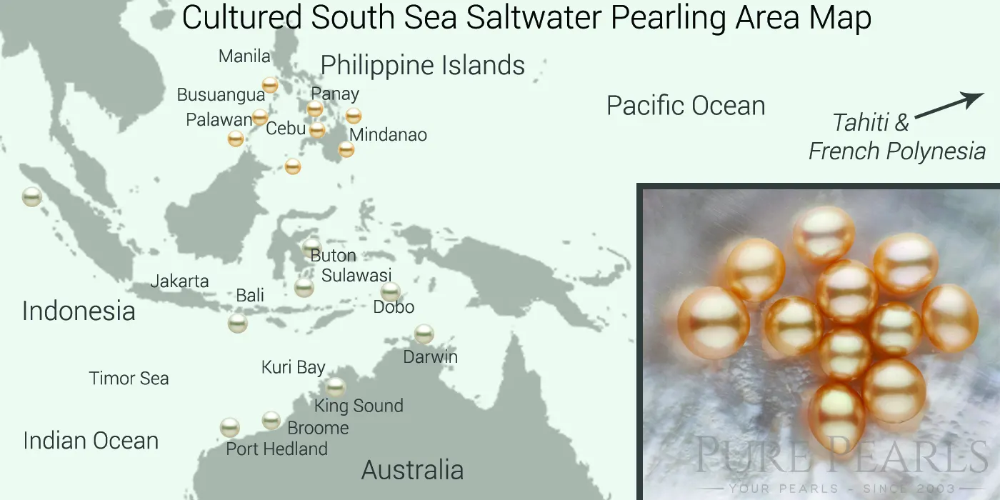 Cultured South Sea Saltwater Pearling Area Map
Manila
Philippine Islands
Busuangua
Panay
Pacific Ocean
Palawan
Cebu
Mindanao
Tahiti &
French Polynesia
Buton
Sulawasi
Jakarta
Bali
Dobo
Indonesia
Darwin
Kuri Bay
Timor Sea
King Sound
Broome
Indian Ocean
Port Hedland
Australia
PURE PEARLS
YOUR PEARLS - SINCE 2003